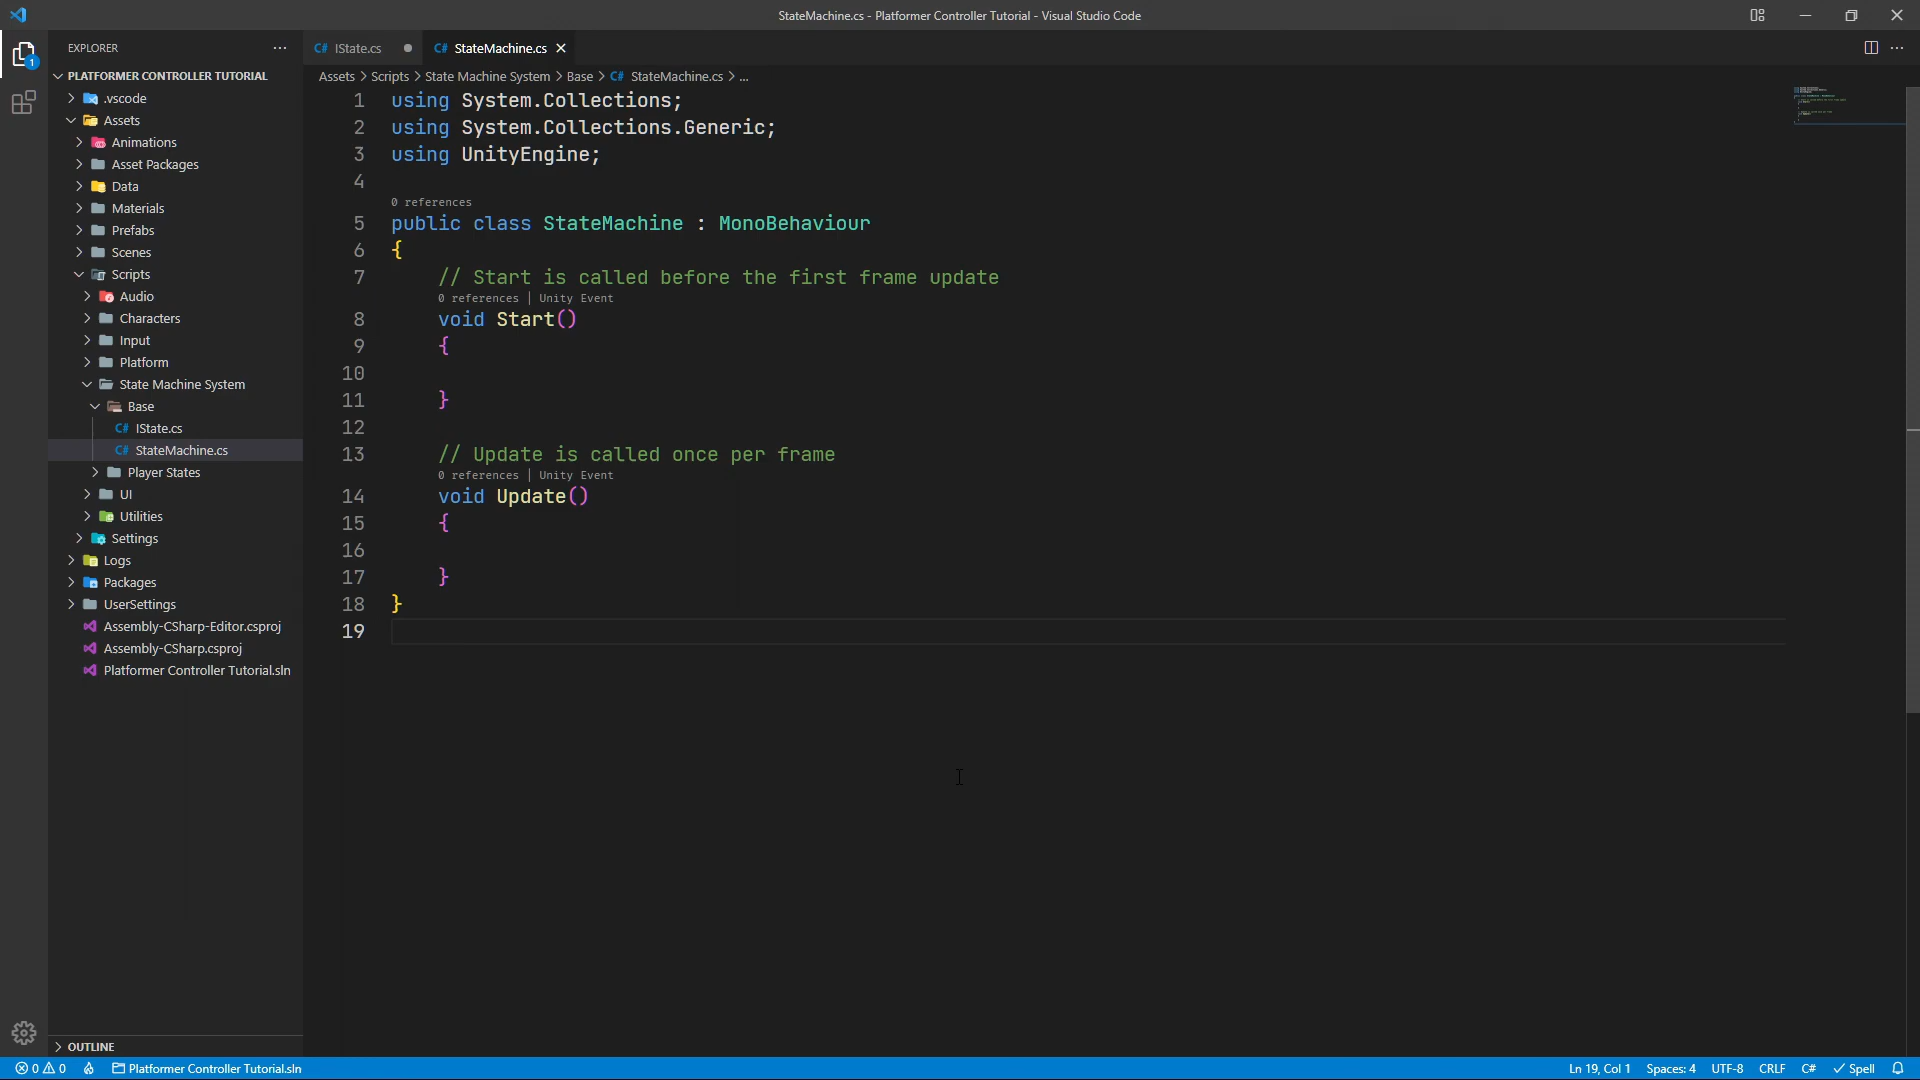 StateMachine.cs - Platformer Controller Tutorial - Visual Studio Code
EXPLORER
PLATFORMER CONTROLLER TUTORIAL
.vscode
Assets
Animations
Asset Packages
Data
Materials
Prefabs
Scenes
Scripts
Audio
Characters
Input
Platform
State Machine System
Base
C# IState.cs
C# StateMachine.cs
Player States
UI
Utilities
Settings
Logs
Packages
UserSettings
Assembly-CSharp-Editor.csproj
Assembly-CSharp.csproj
Platformer Controller Tutorial.sln
OUTLINE
1
C# IState.cs ● C# StateMachine.cs ×
Assets > Scripts > State Machine System > Base > C# StateMachine.cs > ...
1 using System.Collections;
2 using System.Collections.Generic;
3 using UnityEngine;
4
0 references
5 public class StateMachine : MonoBehaviour
6 {
7 // Start is called before the first frame update
0 references | Unity Event
8 void Start()
9 {
10
11 }
12
13 // Update is called once per frame
0 references | Unity Event
14 void Update()
15 {
16
17 }
18 }
19
0 0 Platformer Controller Tutorial.sln Ln 19, Col 1 Spaces: 4 UTF-8 CRLF C# ✓ Spell